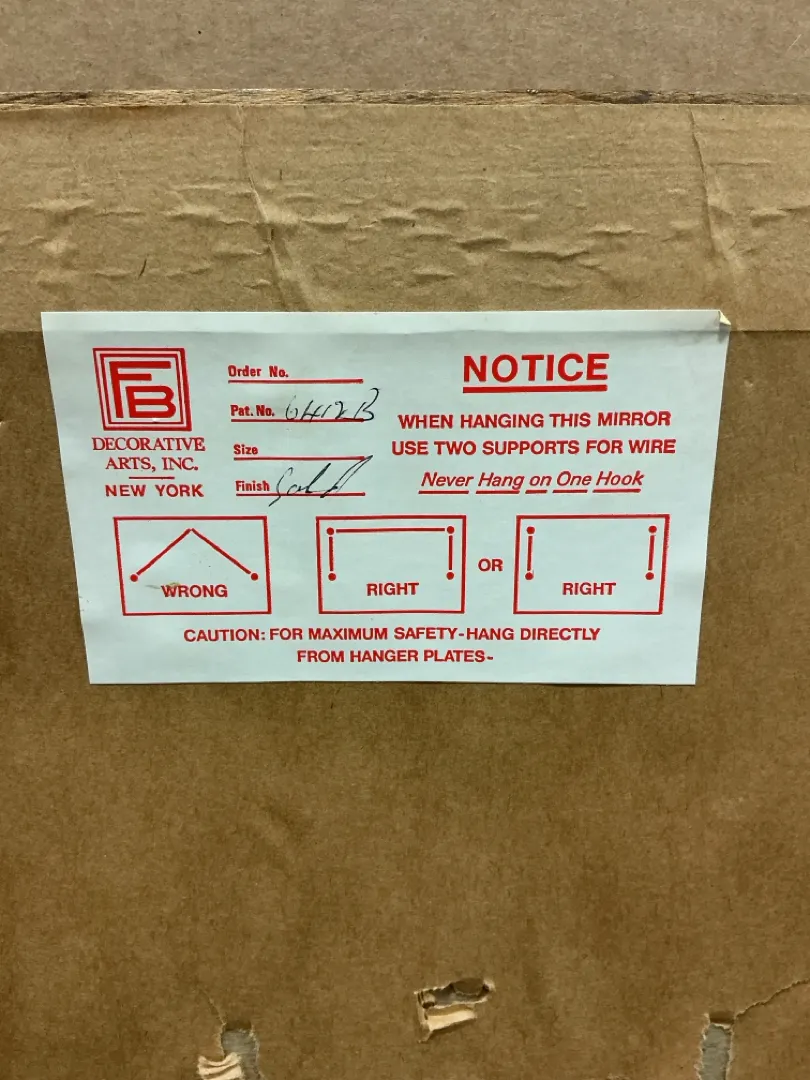 FB
DECORATIVE
ARTS, INC.
NEW YORK
Order No.
Pat. No. 6412B
Size
Finish Gold
NOTICE
WHEN HANGING THIS MIRROR
USE TWO SUPPORTS FOR WIRE
Never Hang on One Hook
WRONG
RIGHT
OR
RIGHT
CAUTION: FOR MAXIMUM SAFETY-HANG DIRECTLY
FROM HANGER PLATES-